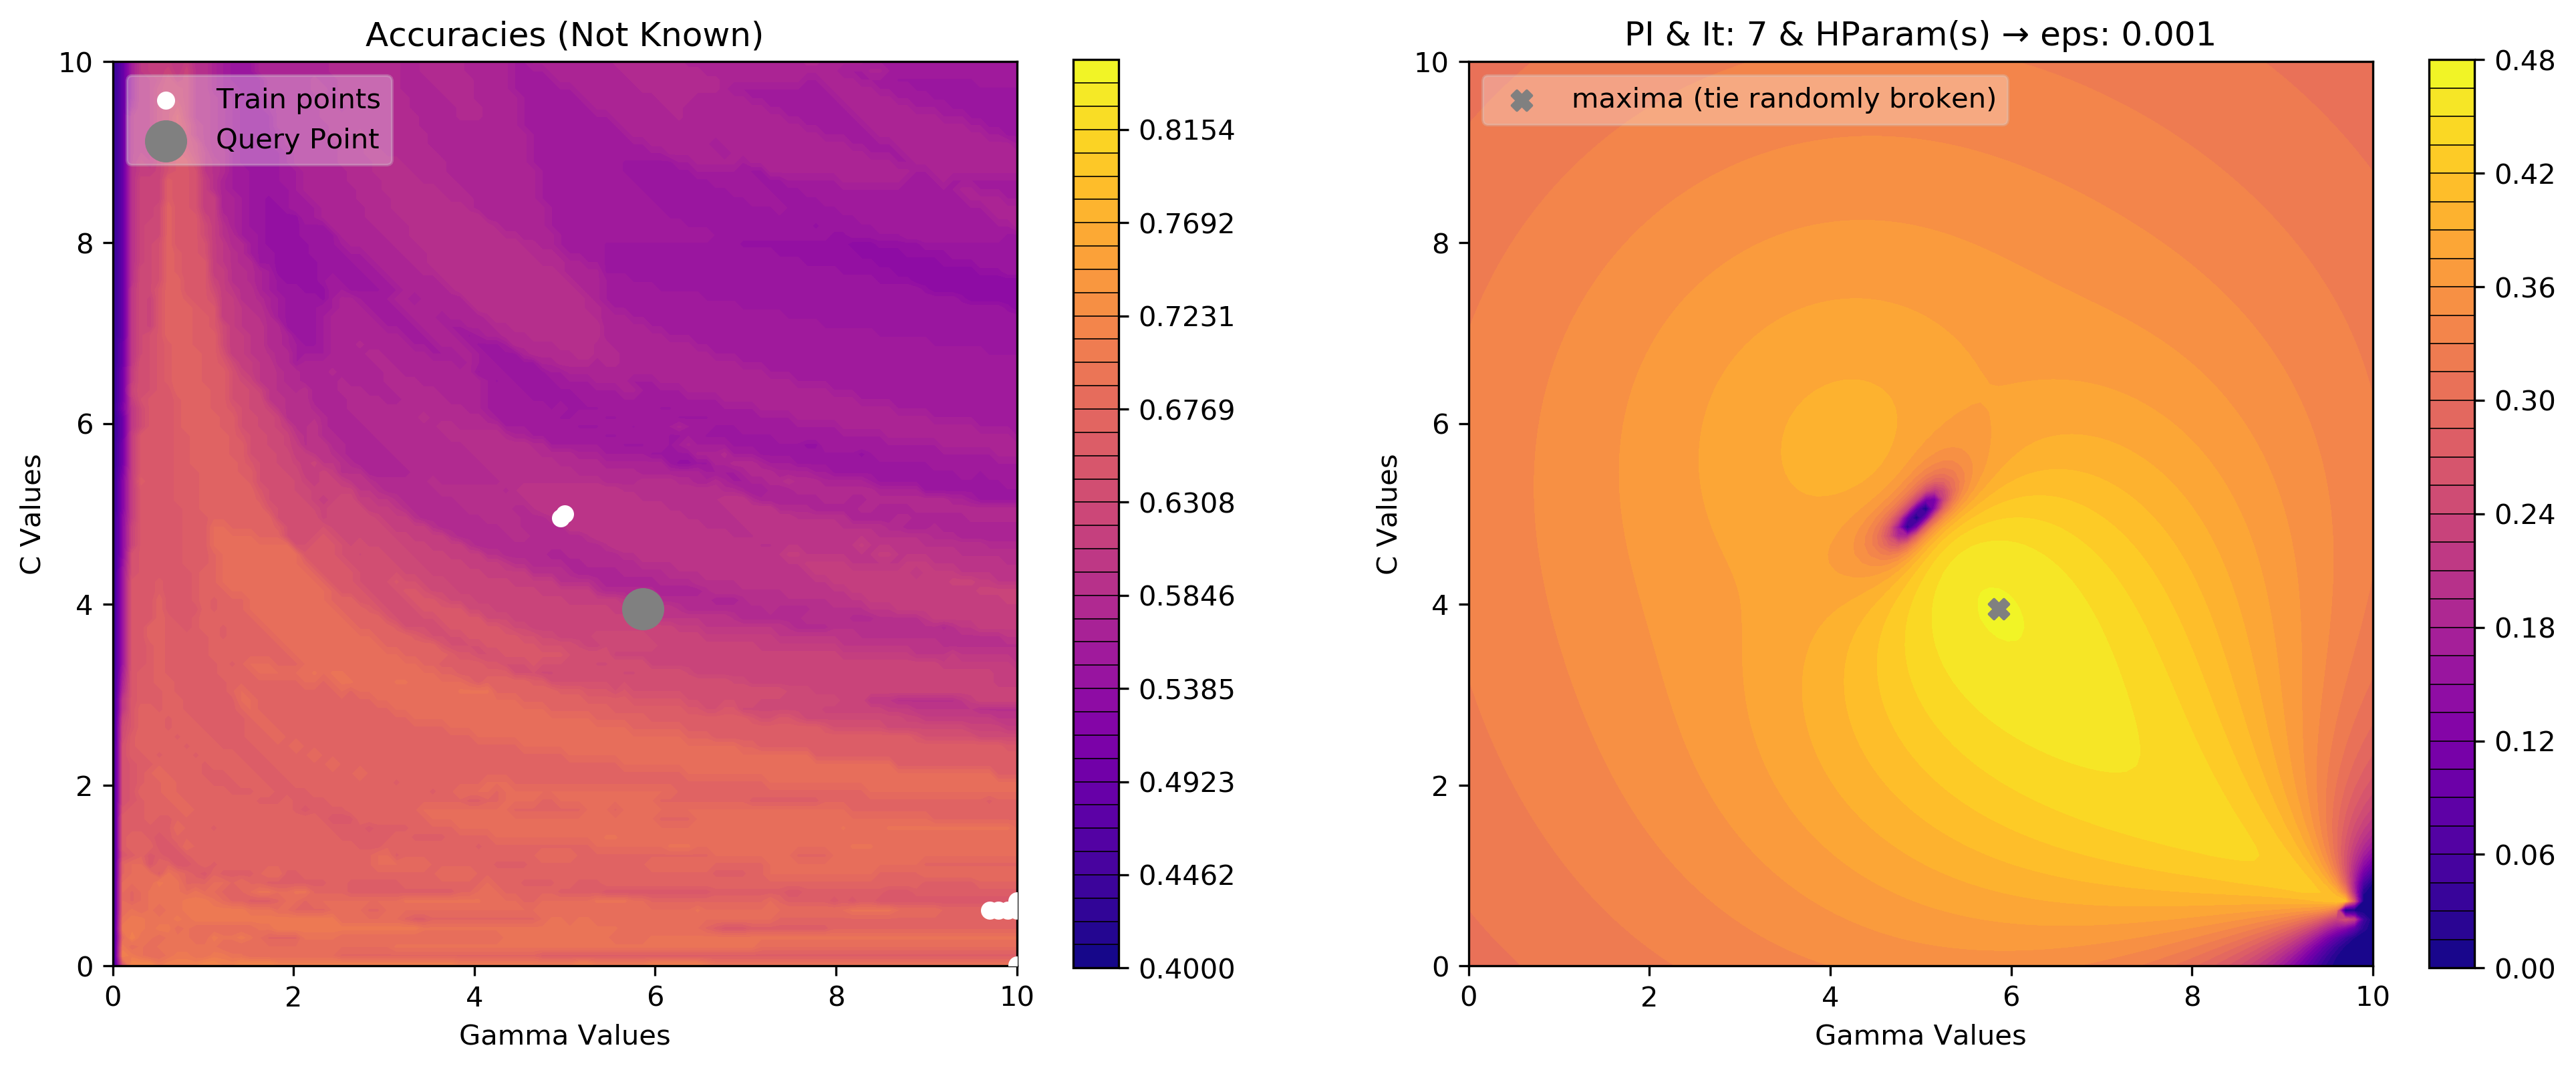 Accuracies (Not Known)
Train points
Query Point
C Values
10
8
6
4
2
0
0 2 4 6 8 10
Gamma Values
0.8154
0.7692
0.7231
0.6769
0.6308
0.5846
0.5385
0.4923
0.4462
0.4000
PI & It: 7 & HParam(s) → eps: 0.001
maxima (tie randomly broken)
C Values
10
8
6
4
2
0
0 2 4 6 8 10
Gamma Values
0.48
0.42
0.36
0.30
0.24
0.18
0.12
0.06
0.00